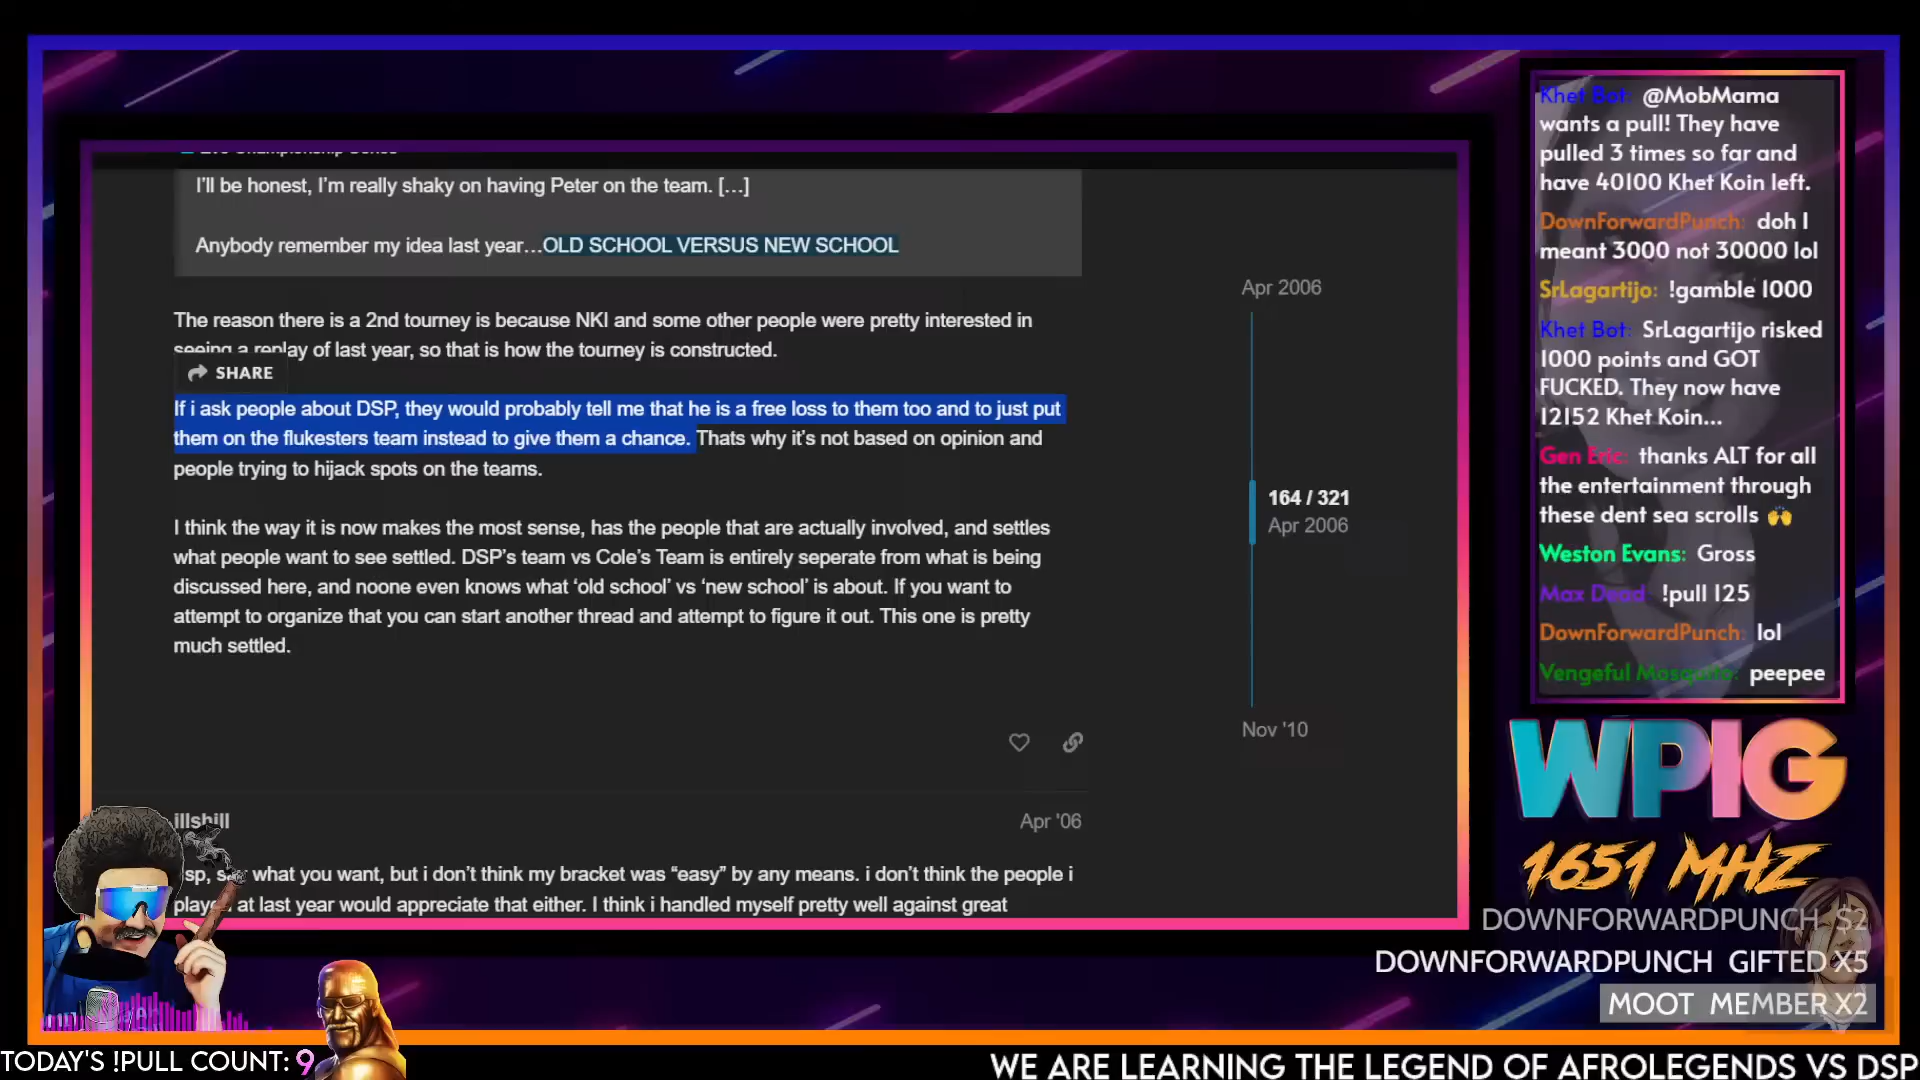 I'll be honest, I'm really shaky on having Peter on the team. […]
Anybody remember my idea last year…OLD SCHOOL VERSUS NEW SCHOOL
The reason there is a 2nd tourney is because NKI and some other people were pretty interested in
seeing a replay of last year, so that is how the tourney is constructed.
SHARE
If i ask people about DSP, they would probably tell me that he is a free loss to them too and to just put
them on the flukesters team instead to give them a chance. Thats why it's not based on opinion and
people trying to hijack spots on the teams.
I think the way it is now makes the most sense, has the people that are actually involved, and settles
what people want to see settled. DSP's team vs Cole's Team is entirely seperate from what is being
discussed here, and noone even knows what 'old school' vs 'new school' is about. If you want to
attempt to organize that you can start another thread and attempt to figure it out. This one is pretty
much settled.
illshill
Apr '06
what you want, but i don't think my bracket was “easy” by any means. i don't think the people i
at last year would appreciate that either. I think i handled myself pretty well against great
Apr 2006
164 / 321
Apr 2006
Nov '10
Khet Bot: @MobMama
wants a pull! They have
pulled 3 times so far and
have 40100 Khet Koin left.
DownForwardPunch: doh I
meant 3000 not 30000 lol
SrLagartijo: !gamble 1000
Khet Bot: SrLagartijo risked
1000 points and GOT
FUCKED. They now have
12152 Khet Koin...
Gen Eric: thanks ALT for all
the entertainment through
these dent sea scrolls 🙌
Weston Evans: Gross
Max Dead: !pull 125
DownForwardPunch: lol
Vengeful Mosquito: peepee
WPIG
1651 MHZ
DOWNFORWARDPUNCH $2
DOWNFORWARDPUNCH GIFTED X5
MOOT MEMBER X2
TODAY'S !PULL COUNT: 9
WE ARE LEARNING THE LEGEND OF AFROLEGENDS VS DSP